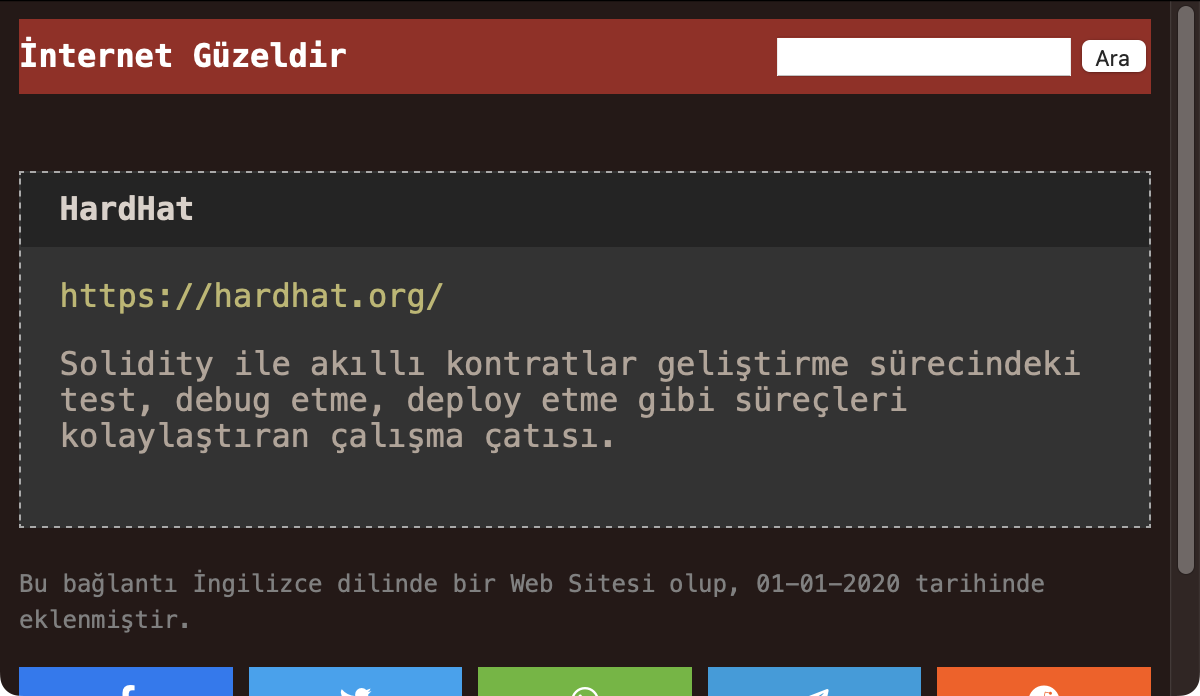 İnternet Güzeldir
Ara
HardHat
https://hardhat.org/
Solidity ile akıllı kontratlar geliştirme sürecindeki
test, debug etme, deploy etme gibi süreçleri
kolaylaştıran çalışma çatısı.
Bu bağlantı İngilizce dilinde bir Web Sitesi olup, 01-01-2020 tarihinde
eklenmiştir.